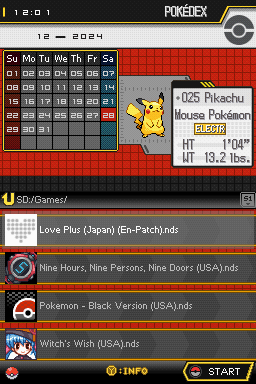 12:01
POKÉDEX
12 — 2024
Su Mo Tu We Th Fr Sa
01 02 03 04 05 06 07
08 09 10 11 12 13 14
15 16 17 18 19 20 21
22 23 24 25 26 27 28
29 30 31
025 Pikachu
Mouse Pokémon
ELECTR
HT 1'04"
WT 13.2 lbs.
SD:/Games/
51
Love Plus (Japan) (En-Patch).nds
Nine Hours, Nine Persons, Nine Doors (USA).nds
Pokemon - Black Version (USA).nds
Witch's Wish (USA).nds
Y:INFO
START